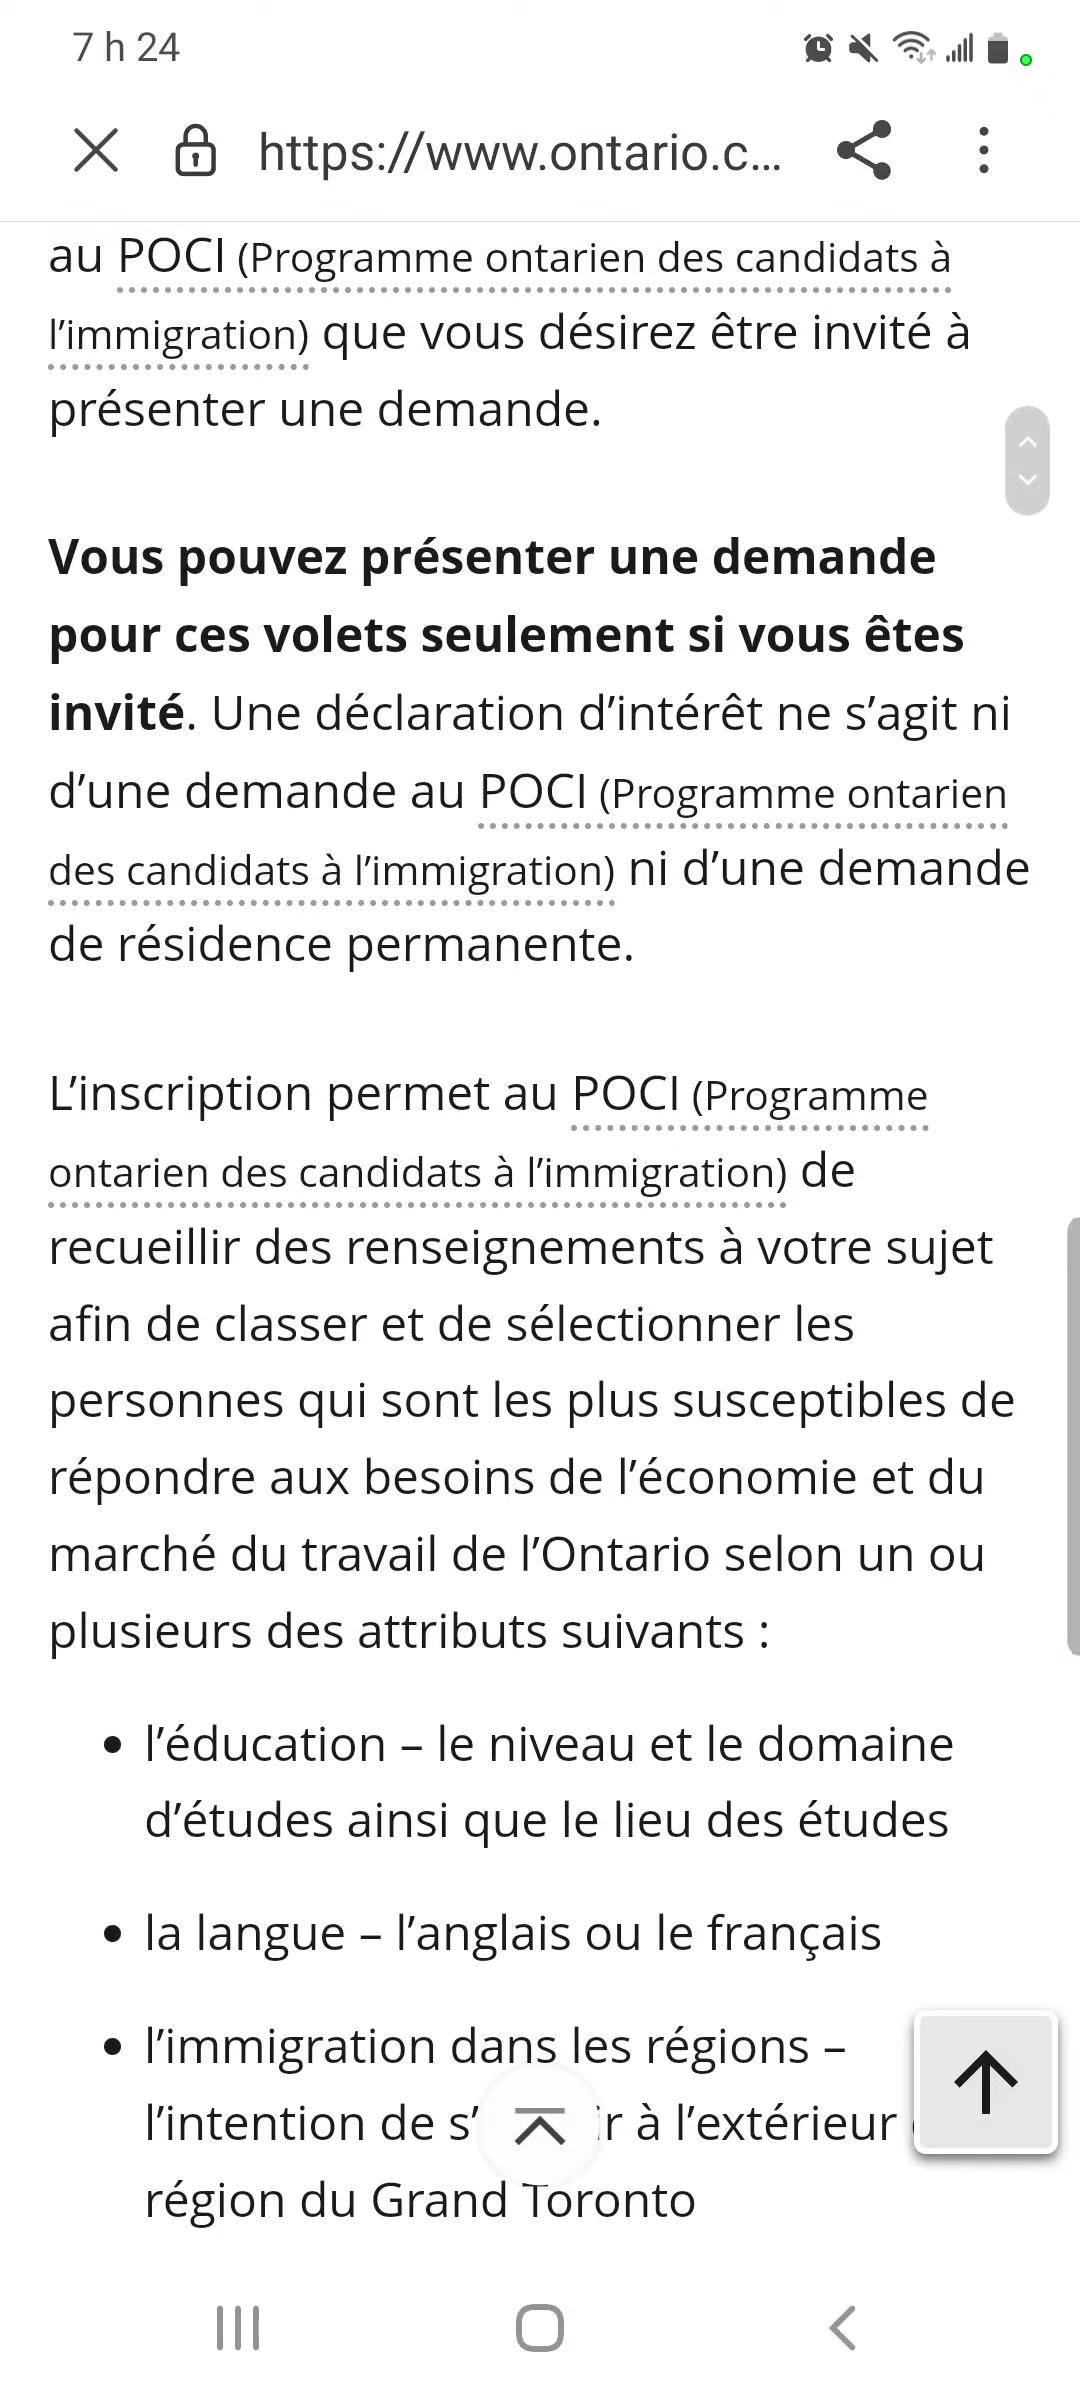 7 h 24
https://www.ontario.c...
au POCI (Programme ontarien des candidats à
l’immigration) que vous désirez être invité à
présenter une demande.
Vous pouvez présenter une demande
pour ces volets seulement si vous êtes
invité. Une déclaration d’intérêt ne s’agit ni
d’une demande au POCI (Programme ontarien
des candidats à l’immigration) ni d’une demande
de résidence permanente.
L’inscription permet au POCI (Programme
ontarien des candidats à l’immigration) de
recueillir des renseignements à votre sujet
afin de classer et de sélectionner les
personnes qui sont les plus susceptibles de
répondre aux besoins de l’économie et du
marché du travail de l’Ontario selon un ou
plusieurs des attributs suivants :
• l’éducation – le niveau et le domaine
d’études ainsi que le lieu des études
• la langue – l’anglais ou le français
• l’immigration dans les régions –
l’intention de à l’extérieur
région du Grand Toronto